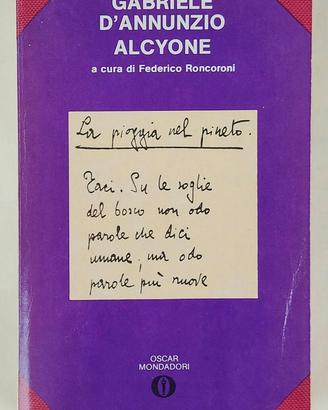 GABRIELE
D'ANNUNZIO
ALCYONE
a cura di Federico Roncoroni
La pioggia nel pineto.
Taci. Su le soglie
del bosco non odo
parole che dici
umane; ma odo
parole più nuove
OSCAR
MONDADORI